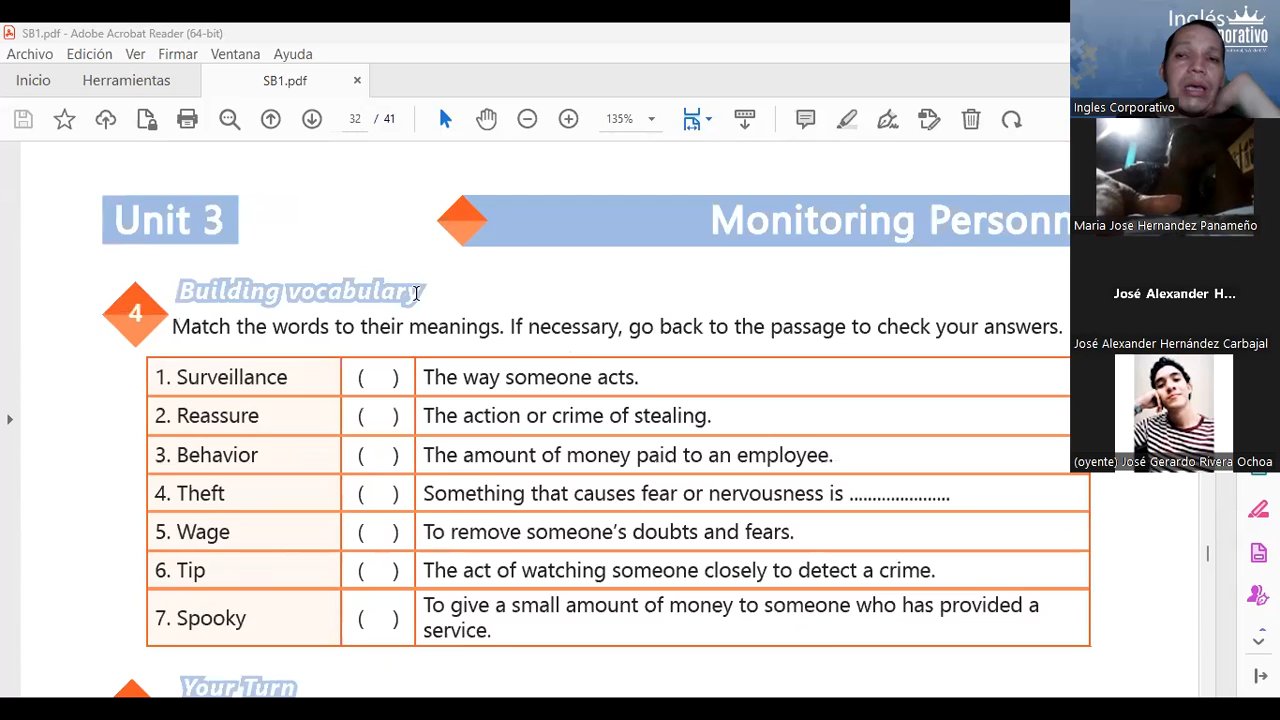 SB1.pdf - Adobe Acrobat Reader (64-bit)
Archivo Edición Ver Firmar Ventana Ayuda
Inicio Herramientas SB1.pdf ×
32 / 41 135%
Unit 3 Monitoring Personn
Building vocabulary
4
Match the words to their meanings. If necessary, go back to the passage to check your answers.
1. Surveillance ( ) The way someone acts.
2. Reassure ( ) The action or crime of stealing.
3. Behavior ( ) The amount of money paid to an employee.
4. Theft ( ) Something that causes fear or nervousness is ......................
5. Wage ( ) To remove someone’s doubts and fears.
6. Tip ( ) The act of watching someone closely to detect a crime.
7. Spooky ( ) To give a small amount of money to someone who has provided a
service.
Your Turn
Inglés
rporativo
Ingles Corporativo
Maria Jose Hernandez Panameño
José Alexander H...
José Alexander Hernández Carbajal
(oyente) José Gerardo Rivera Ochoa